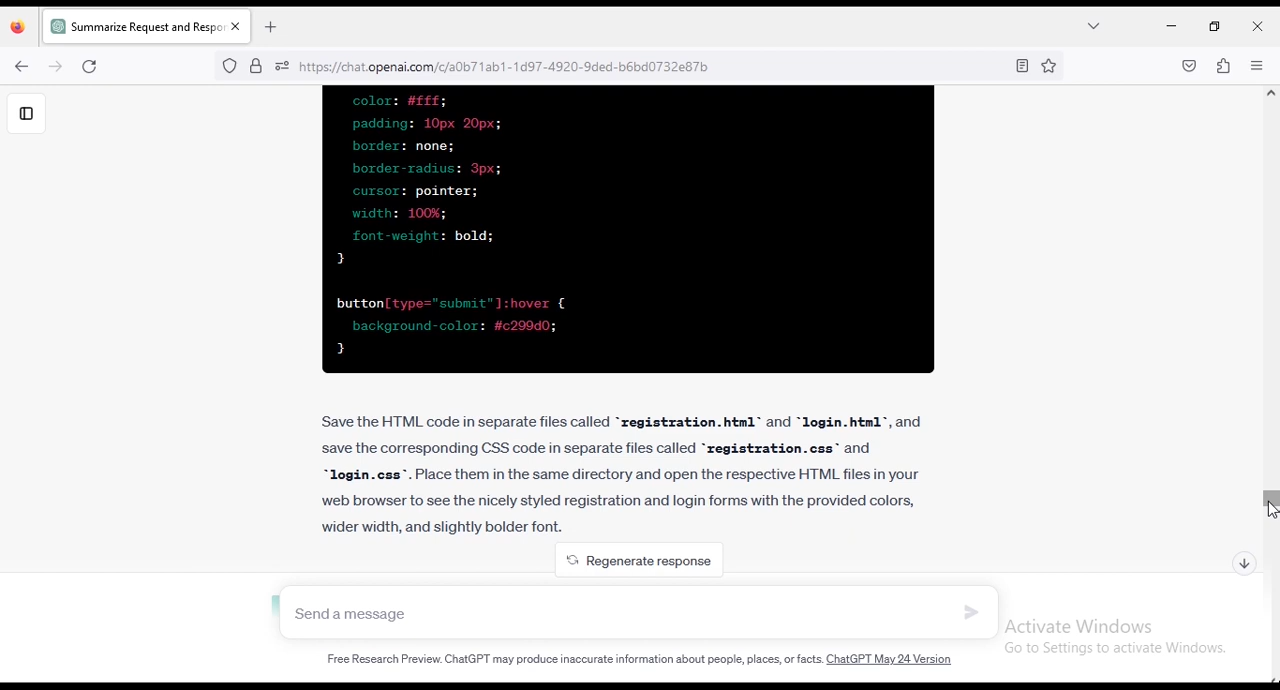 Summarize Request and Respor
https://chat.openai.com/c/a0b71ab1-1d97-4920-9ded-b6bd0732e87b
color: #fff;
padding: 10px 20px;
border: none;
border-radius: 3px;
cursor: pointer;
width: 100%;
font-weight: bold;
}
button[type="submit"]:hover {
background-color: #c299d0;
}
Save the HTML code in separate files called `registration.html` and `login.html`, and
save the corresponding CSS code in separate files called `registration.css` and
`login.css`. Place them in the same directory and open the respective HTML files in your
web browser to see the nicely styled registration and login forms with the provided colors,
wider width, and slightly bolder font.
Regenerate response
Send a message
Activate Windows
Go to Settings to activate Windows.
Free Research Preview. ChatGPT may produce inaccurate information about people, places, or facts. ChatGPT May 24 Version